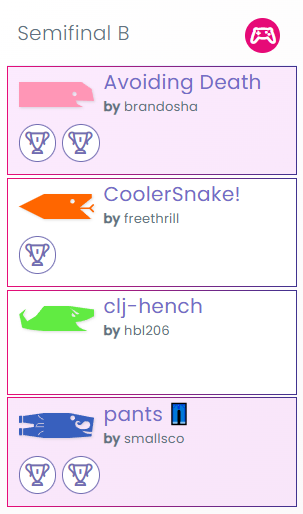 Semifinal B
Avoiding Death
by brandosha
CoolerSnake!
by freethrill
clj-hench
by hbl206
pants 👖
by smallsco